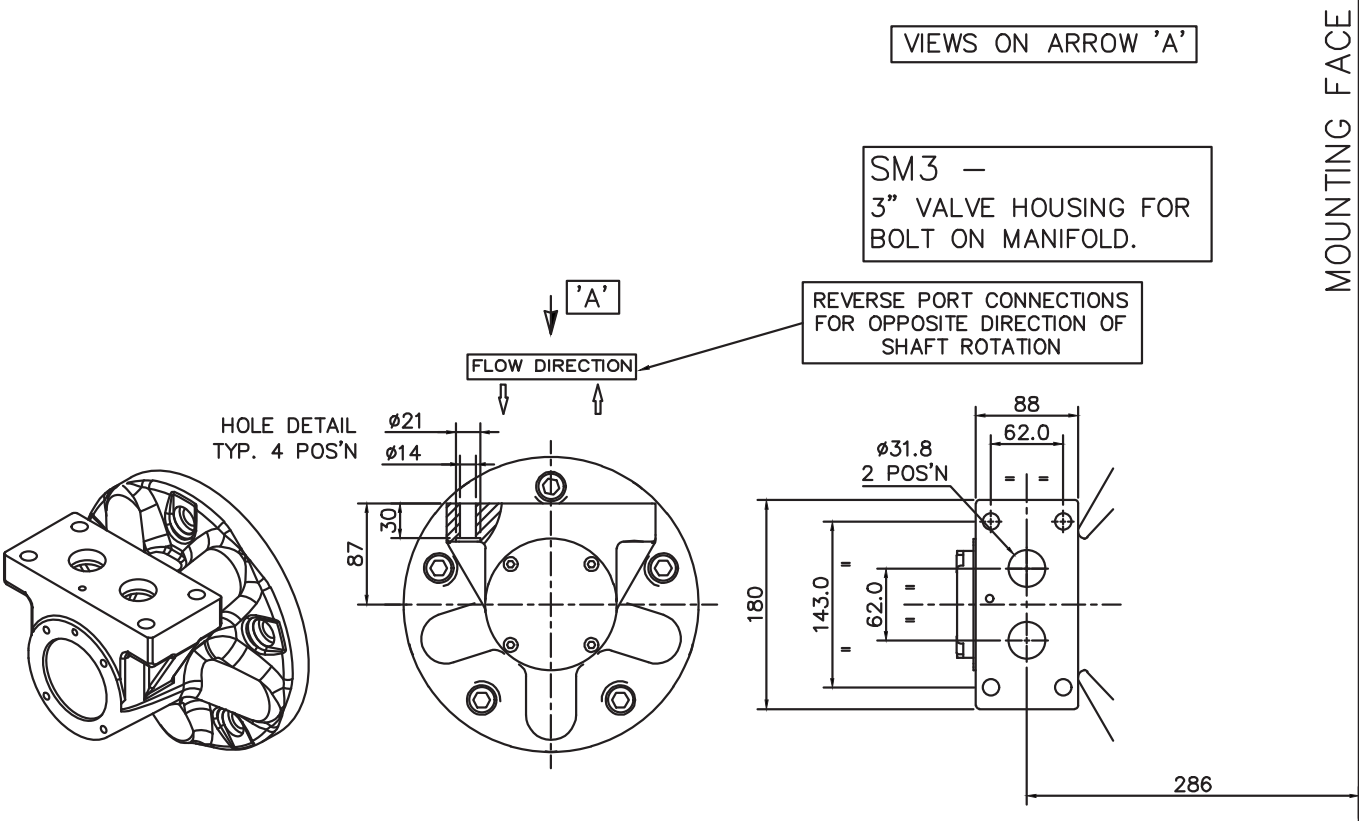 VIEWS ON ARROW 'A'
MOUNTING FACE
SM3 –
3" VALVE HOUSING FOR
BOLT ON MANIFOLD.
'A'
REVERSE PORT CONNECTIONS
FOR OPPOSITE DIRECTION OF
SHAFT ROTATION
FLOW DIRECTION
HOLE DETAIL
TYP. 4 POS'N
ø21
ø14
30
87
88
62.0
ø31.8
2 POS'N
= =
180
143.0
=
=
62.0
=
=
286